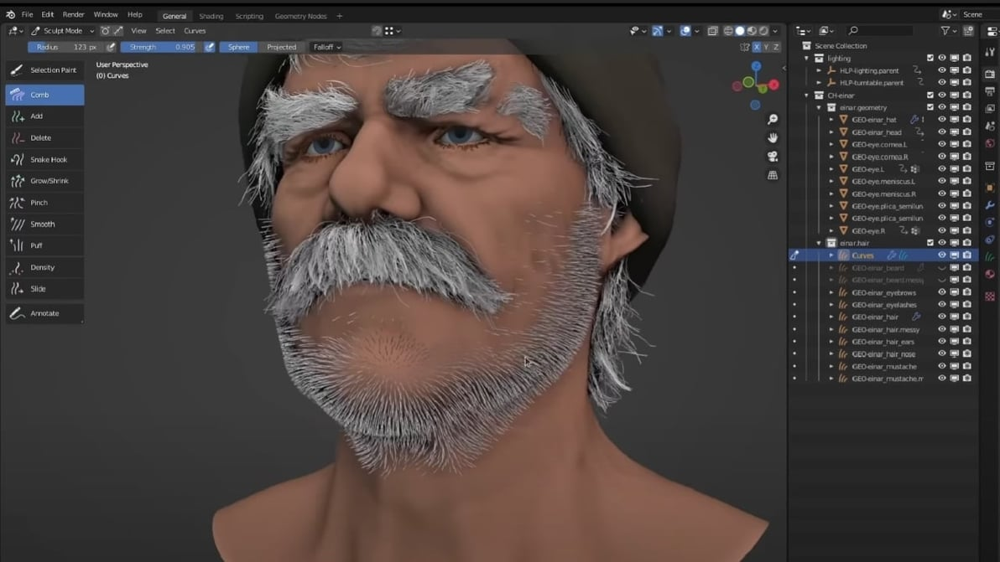 File Edit Render Window Help General Shading Scripting Geometry Nodes + Scene
Sculpt Mode View Select Curves
Radius 123 px Strength 0.905 Sphere Projected Falloff X Y Z
User Perspective
(0) Curves
Selection Paint
Comb
Add
Delete
Snake Hook
Grow/Shrink
Pinch
Smooth
Puff
Density
Slide
Annotate
Scene Collection
lighting
HLP-lighting.parent
HLP-turntable.parent
CH-einar
einar.geometry
GEO-einar_hat
GEO-einar_head
GEO-eye.cornea.L
GEO-eye.cornea.R
GEO-eye.L
GEO-eye.meniscus.L
GEO-eye.meniscus.R
GEO-eye.plica_semilun
GEO-eye.plica_semilun
GEO-eye.R
einar.hair
Curves
GEO-einar_beard
GEO-einar_beard.messy
GEO-einar_eyebrows
GEO-einar_eyelashes
GEO-einar_hair
GEO-einar_hair.messy
GEO-einar_hair_ears
GEO-einar_hair_nose
GEO-einar_mustache
GEO-einar_mustache.m